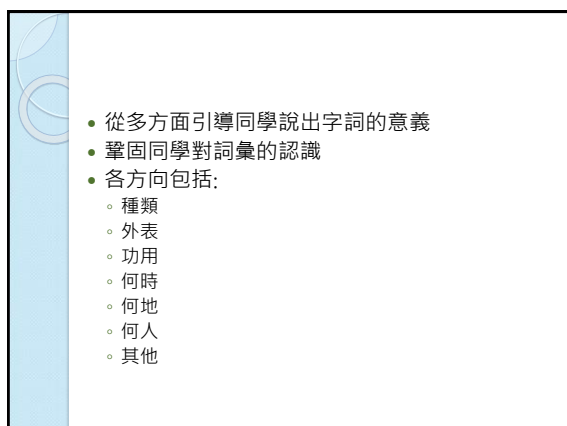 • 從多方面引導同學說出字詞的意義
• 鞏固同學對詞彙的認識
• 各方向包括:
◦ 種類
◦ 外表
◦ 功用
◦ 何時
◦ 何地
◦ 何人
◦ 其他